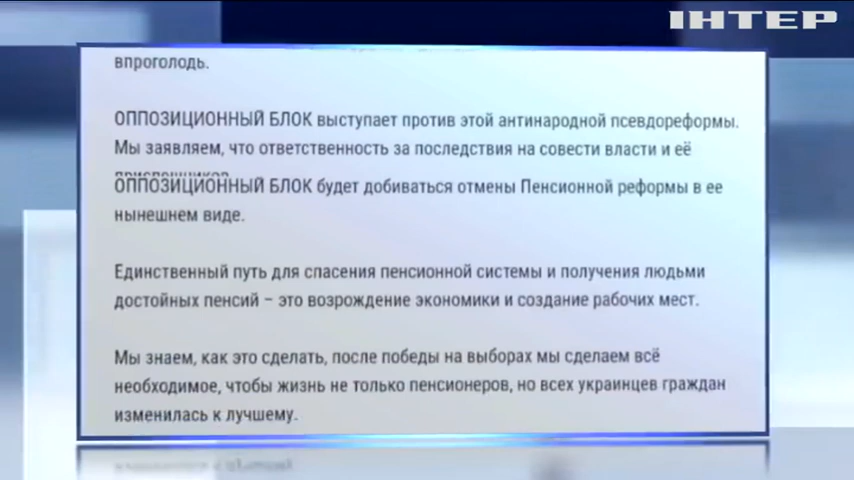 ІНТЕР
впроголодь.
ОППОЗИЦИОННЫЙ БЛОК выступает против этой антинародной псевдореформы.
Мы заявляем, что ответственность за последствия на совести власти и её
ОППОЗИЦИОННЫЙ БЛОК будет добиваться отмены Пенсионной реформы в ее
нынешнем виде.
Единственный путь для спасения пенсионной системы и получения людьми
достойных пенсий – это возрождение экономики и создание рабочих мест.
Мы знаем, как это сделать, после победы на выборах мы сделаем всё
необходимое, чтобы жизнь не только пенсионеров, но всех украинцев граждан
изменилась к лучшему.